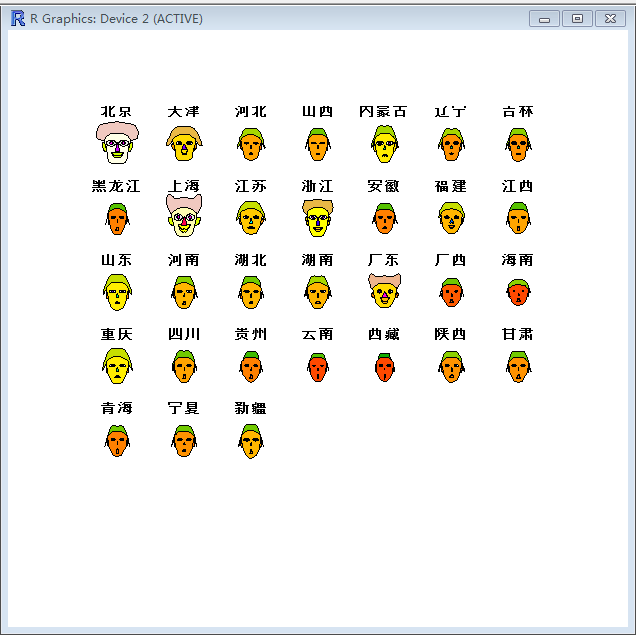 R Graphics: Device 2 (ACTIVE)
北京 天津 河北 山西 内蒙古 辽宁 吉林
黑龙江 上海 江苏 浙江 安徽 福建 江西
山东 河南 湖北 湖南 广东 广西 海南
重庆 四川 贵州 云南 西藏 陕西 甘肃
青海 宁夏 新疆